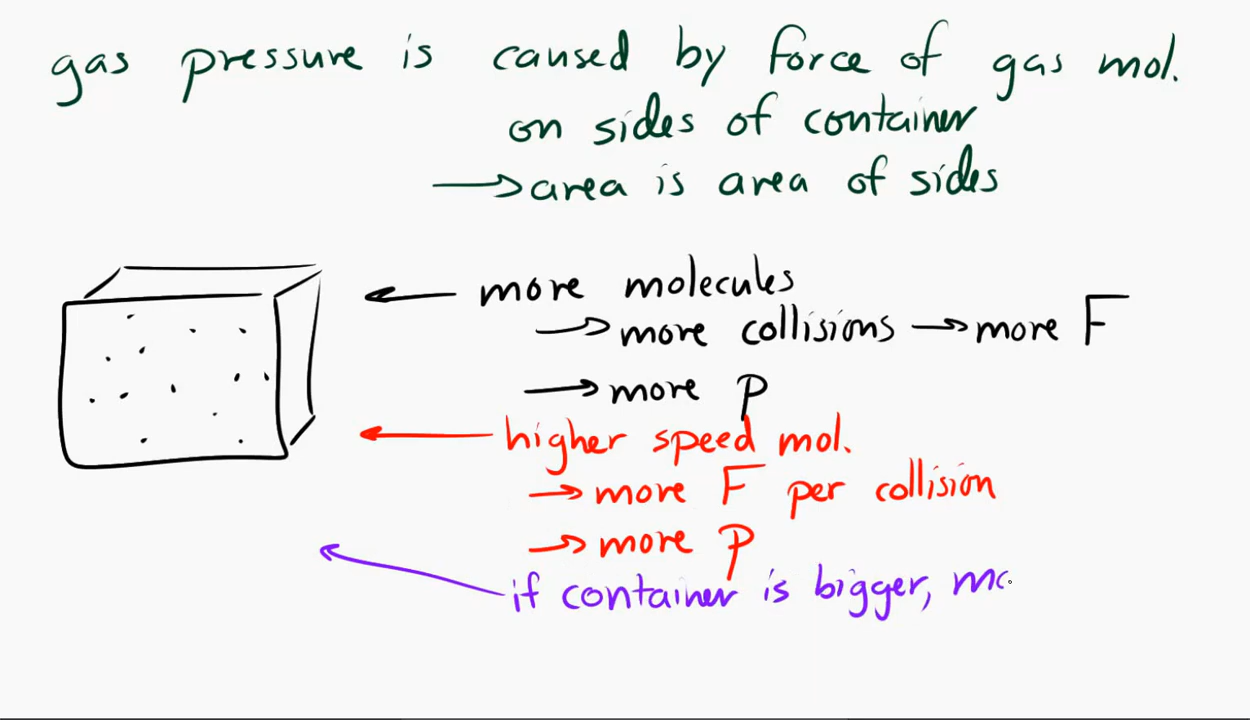 gas pressure is caused by force of gas mol.
on sides of container
→ area is area of sides
← more molecules
→ more collisions → more F
→ more P
← higher speed mol.
→ more F per collision
→ more P
if container is bigger, mo